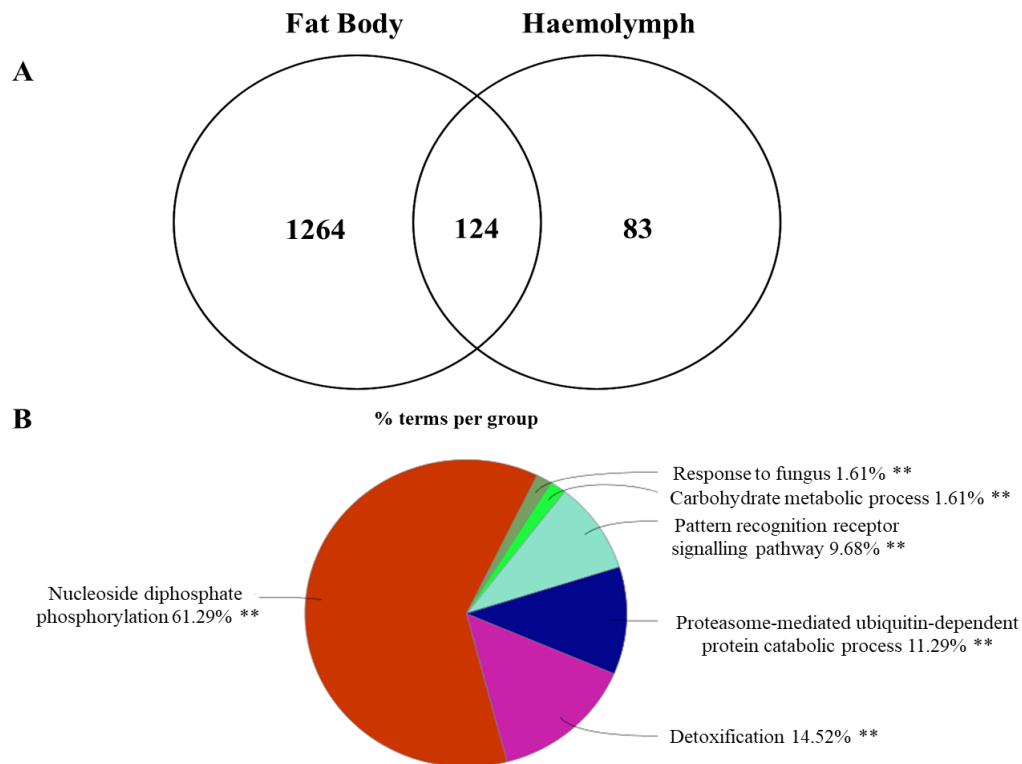 Fat Body
Haemolymph
A
1264
124
83
B
% terms per group
Response to fungus 1.61% **
Carbohydrate metabolic process 1.61% **
Pattern recognition receptor
signalling pathway 9.68% **
Nucleoside diphosphate
phosphorylation 61.29% **
Proteasome-mediated ubiquitin-dependent
protein catabolic process 11.29% **
Detoxification 14.52% **